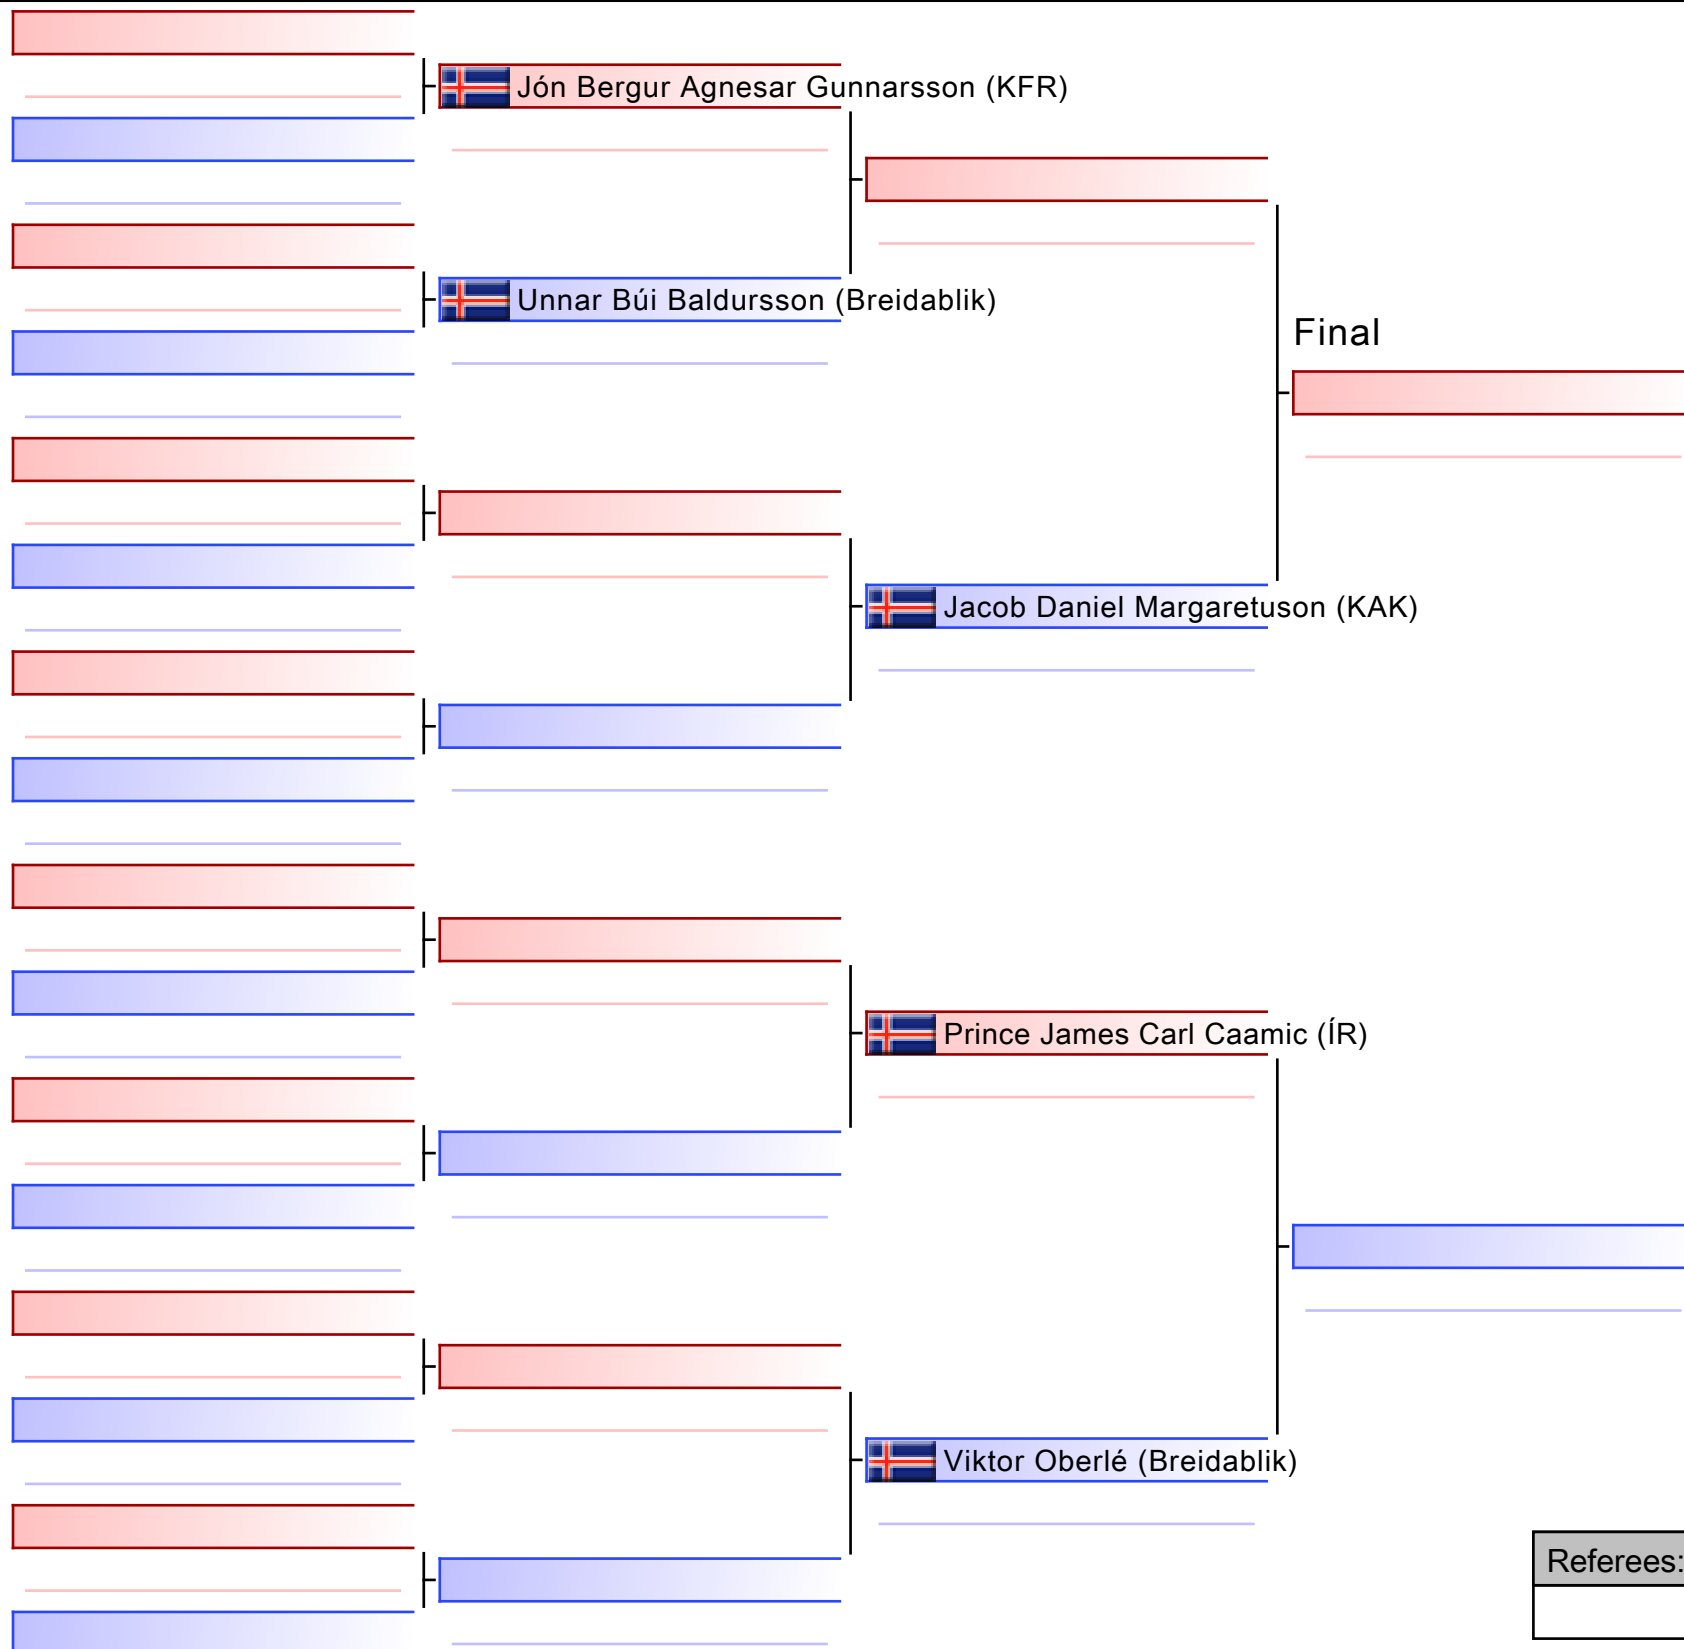 Jón Bergur Agnesar Gunnarsson (KFR)
Unnar Búi Baldursson (Breidablik)
Final
Jacob Daniel Margaretuson (KAK)
Prince James Carl Caamic (ÍR)
Viktor Oberlé (Breidablik)
Referees: